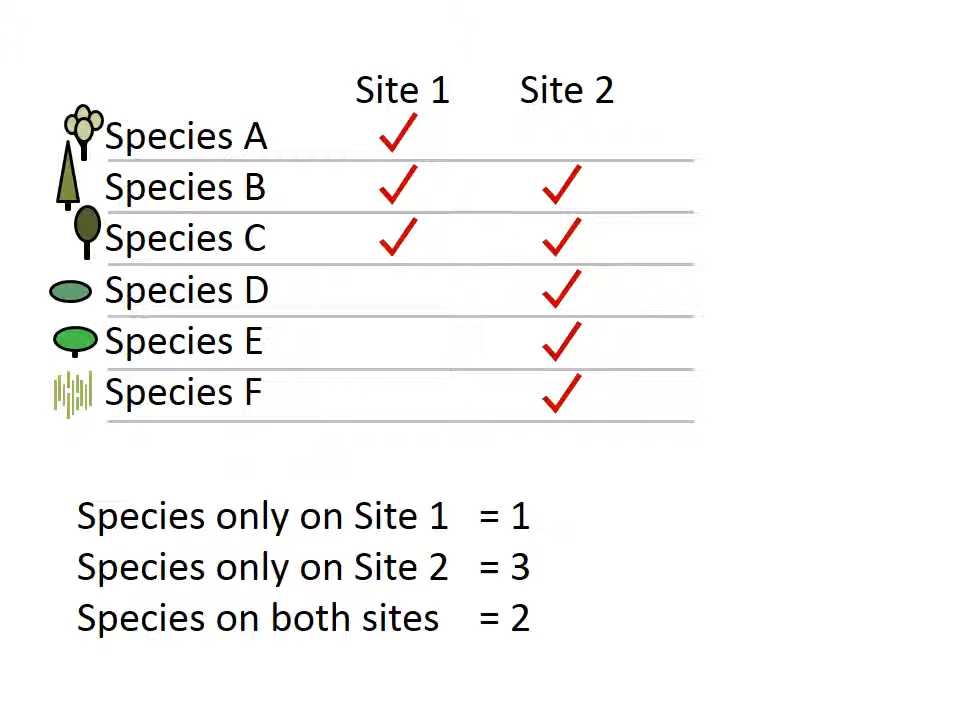 Site 1 Site 2
Species A
Species B
Species C
Species D
Species E
Species F
Species only on Site 1 = 1
Species only on Site 2 = 3
Species on both sites = 2